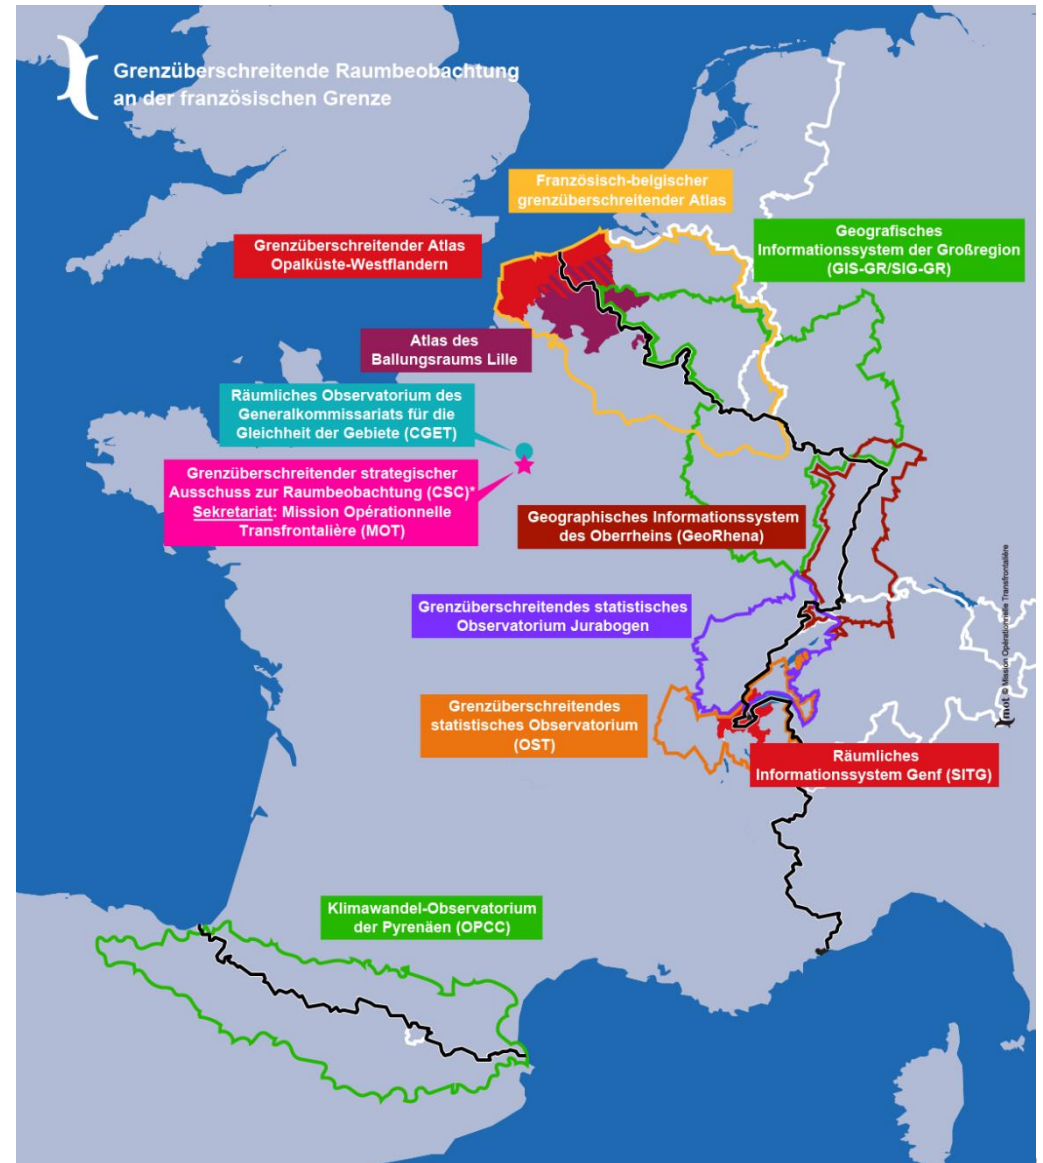 Grenzüberschreitende Raumbeobachtung
an der französischen Grenze
Französisch-belgischer
grenzüberschreitender Atlas
Grenzüberschreitender Atlas
Opalküste-Westflandern
Geografisches
Informationssystem der Großregion
(GIS-GR/SIG-GR)
Atlas des
Ballungsraums Lille
Räumliches Observatorium des
Generalkommissariats für die
Gleichheit der Gebiete (CGET)
Grenzüberschreitender strategischer
Ausschuss zur Raumbeobachtung (CSC)*
Sekretariat: Mission Opérationnelle
Transfrontalière (MOT)
Geographisches Informationssystem
des Oberrheins (GeoRhena)
Grenzüberschreitendes statistisches
Observatorium Jurabogen
Grenzüberschreitendes
statistisches Observatorium
(OST)
Räumliches
Informationssystem Genf (SITG)
Klimawandel-Observatorium
der Pyrenäen (OPCC)
mot © Mission Opérationnelle Transfrontalière